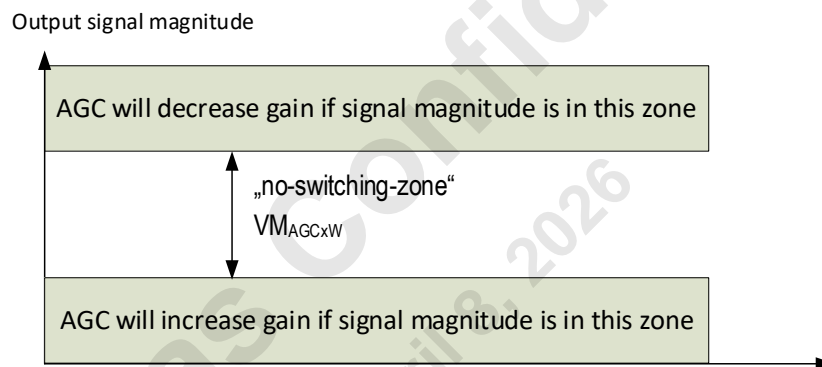 Output signal magnitude
AGC will decrease gain if signal magnitude is in this zone
„no-switching-zone“
VMAGCxW
AGC will increase gain if signal magnitude is in this zone